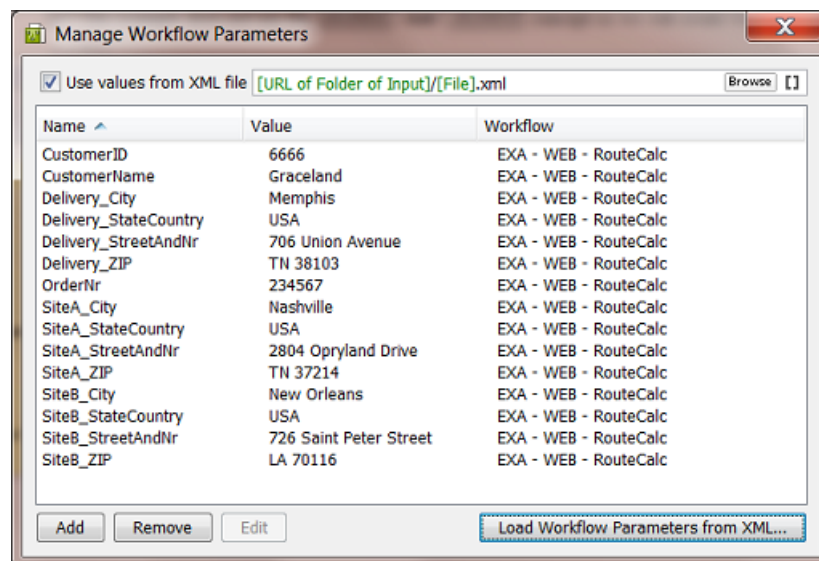 Manage Workflow Parameters
Use values from XML file [URL of Folder of Input]/[File].xml Browse []
Name Value Workflow
CustomerID 6666 EXA - WEB - RouteCalc
CustomerName Graceland EXA - WEB - RouteCalc
Delivery_City Memphis EXA - WEB - RouteCalc
Delivery_StateCountry USA EXA - WEB - RouteCalc
Delivery_StreetAndNr 706 Union Avenue EXA - WEB - RouteCalc
Delivery_ZIP TN 38103 EXA - WEB - RouteCalc
OrderNr 234567 EXA - WEB - RouteCalc
SiteA_City Nashville EXA - WEB - RouteCalc
SiteA_StateCountry USA EXA - WEB - RouteCalc
SiteA_StreetAndNr 2804 Opryland Drive EXA - WEB - RouteCalc
SiteA_ZIP TN 37214 EXA - WEB - RouteCalc
SiteB_City New Orleans EXA - WEB - RouteCalc
SiteB_StateCountry USA EXA - WEB - RouteCalc
SiteB_StreetAndNr 726 Saint Peter Street EXA - WEB - RouteCalc
SiteB_ZIP LA 70116 EXA - WEB - RouteCalc
Add Remove Edit Load Workflow Parameters from XML...